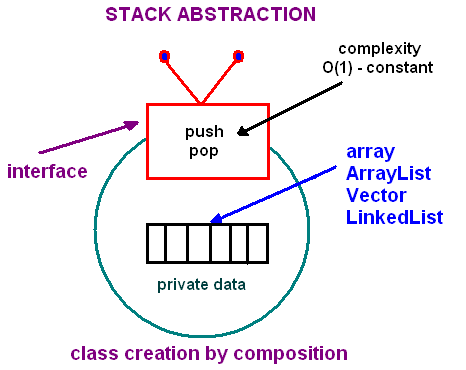 STACK ABSTRACTION
complexity
O(1) - constant
push
pop
interface
array
ArrayList
Vector
LinkedList
private data
class creation by composition